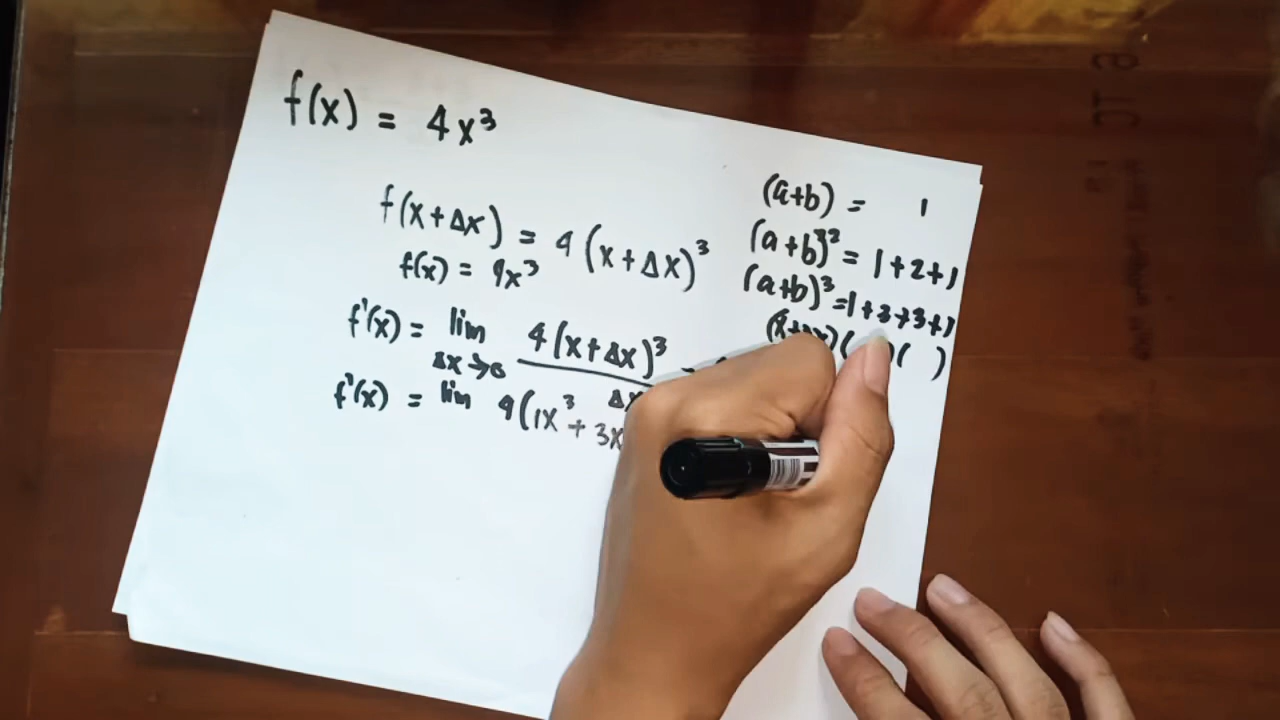 f(x) = 4x³
f(x+Δx) = 4(x+Δx)³
f(x) = 4x³
f'(x) = lim Δx→0 4(x+Δx)³ -
Δx
f'(x) = lim 4(1x³ + 3x
(a+b) = 1
(a+b)² = 1+2+1
(a+b)³ = 1+3+3+1
( )